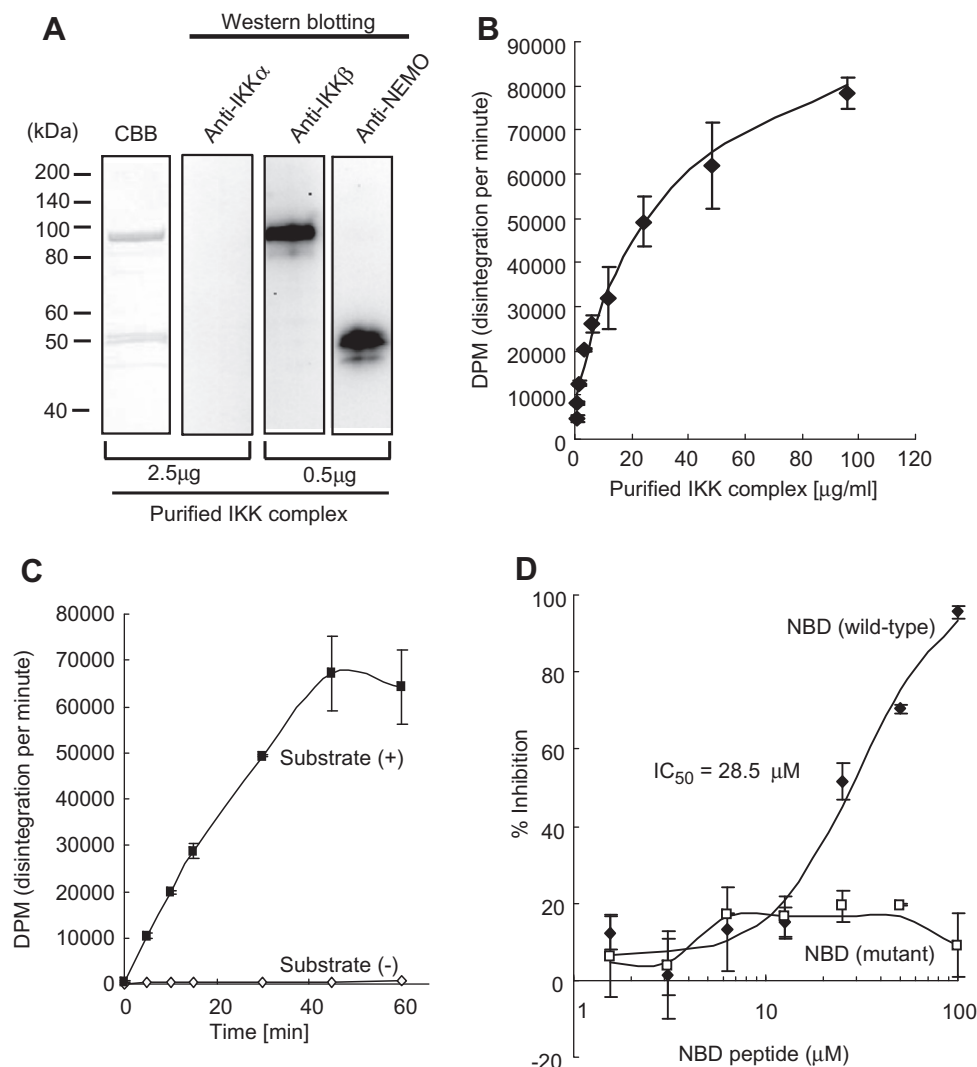 A
Western blotting
(kDa)
CBB
Anti-IKKα
Anti-IKKβ
Anti-NEMO
200
140
100
80
60
50
40
2.5μg
0.5μg
Purified IKK complex
B
90000
80000
70000
60000
50000
40000
30000
20000
10000
0
DPM (disintegration per minute)
0 20 40 60 80 100 120
Purified IKK complex [μg/ml]
C
80000
70000
60000
50000
40000
30000
20000
10000
0
DPM (disintegration per minute)
Substrate (+)
Substrate (-)
0 20 40 60
Time [min]
D
100
80
60
40
20
0
-20
% Inhibition
NBD (wild-type)
IC50 = 28.5 μM
NBD (mutant)
1 10 100
NBD peptide (μM)